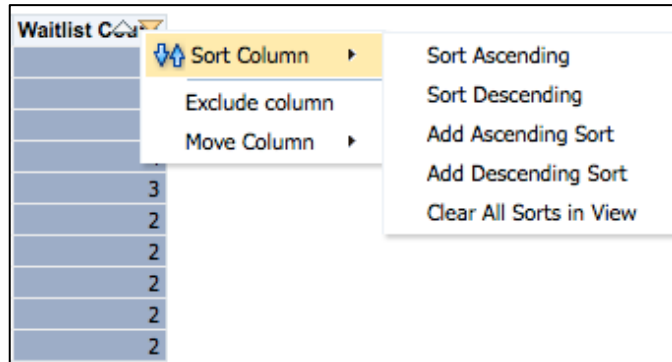 Waitlist Count
Sort Column
Sort Ascending
Sort Descending
Exclude column
Add Ascending Sort
Move Column
Add Descending Sort
Clear All Sorts in View
3
2
2
2
2
2